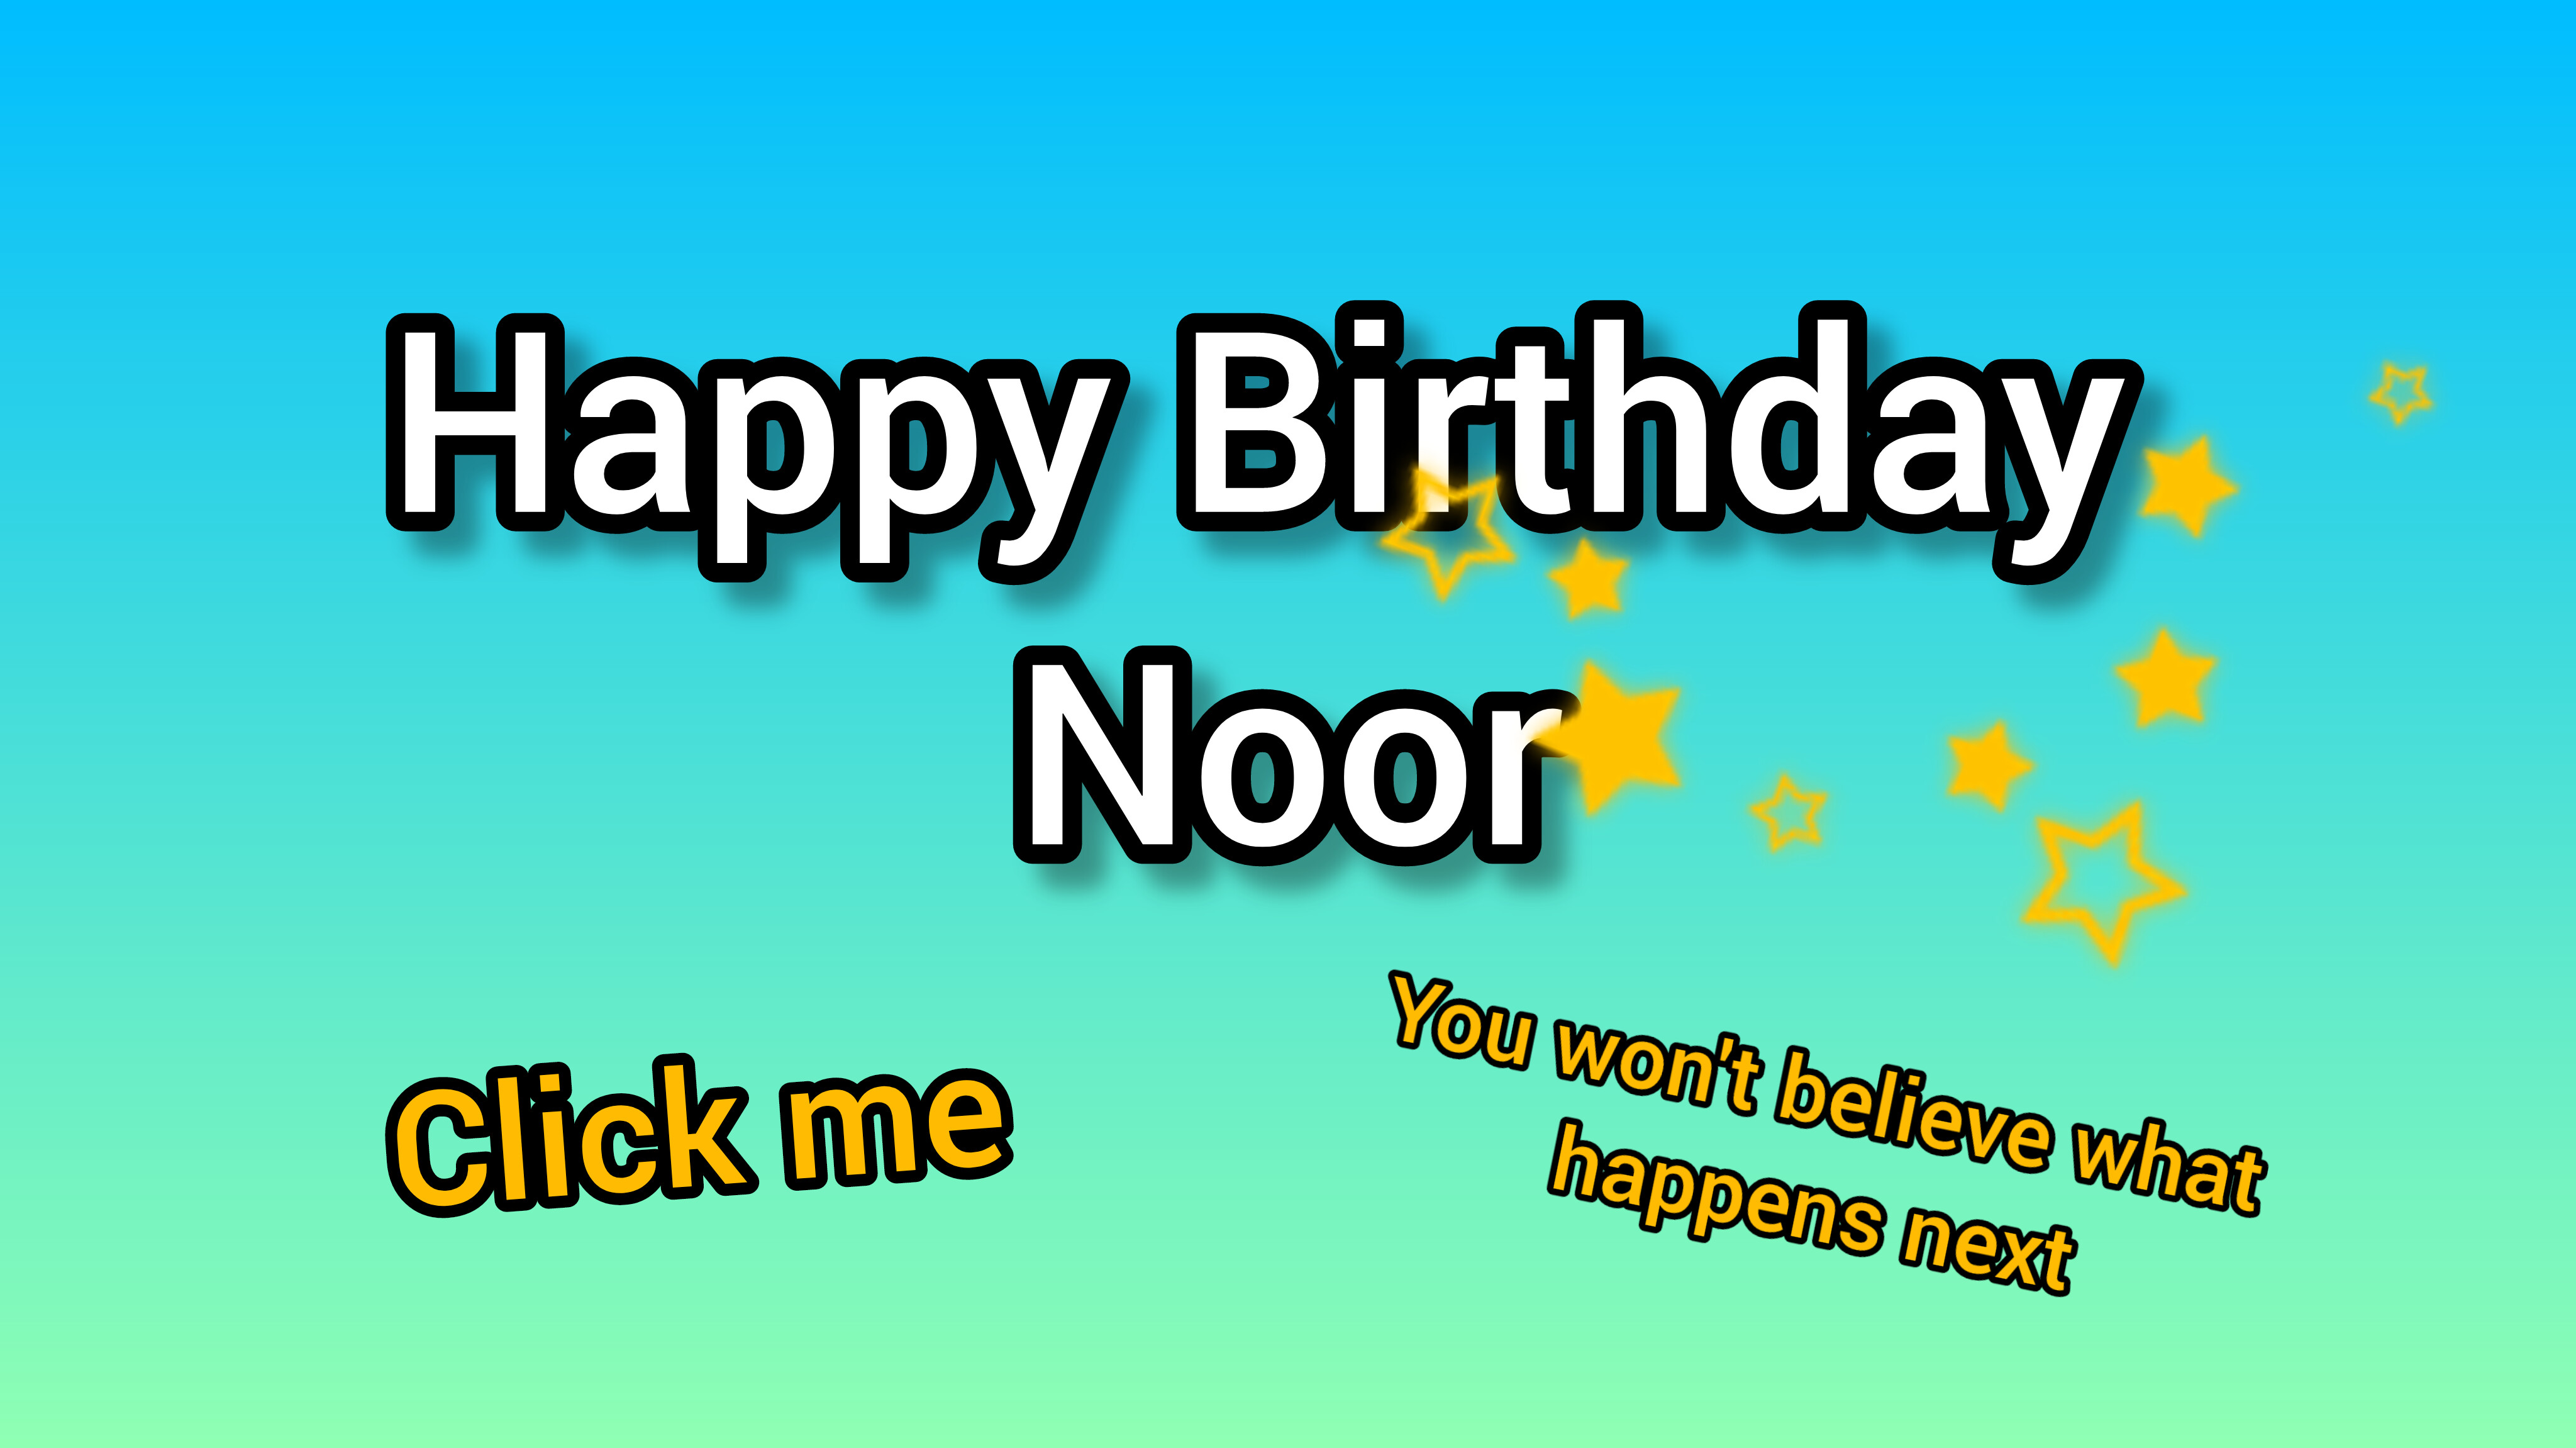 Happy Birthday
Noor
Click me
You won't believe what
happens next